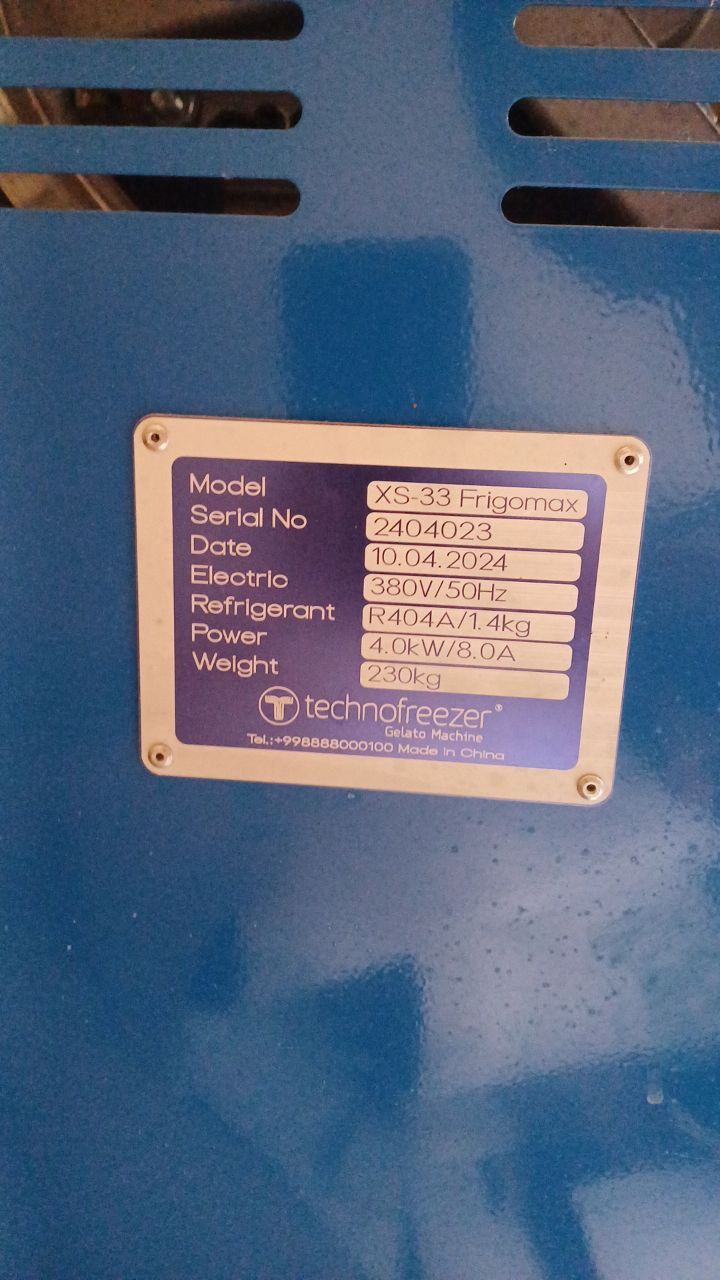 Model XS-33 Frigomax
Serial No 2404023
Date 10.04.2024
Electric 380V/50Hz
Refrigerant R404A/1.4kg
Power 4.0kW/8.0A
Weight 230kg
technofreezer®
Gelato Machine
Tel.:+998888000100 Made in China